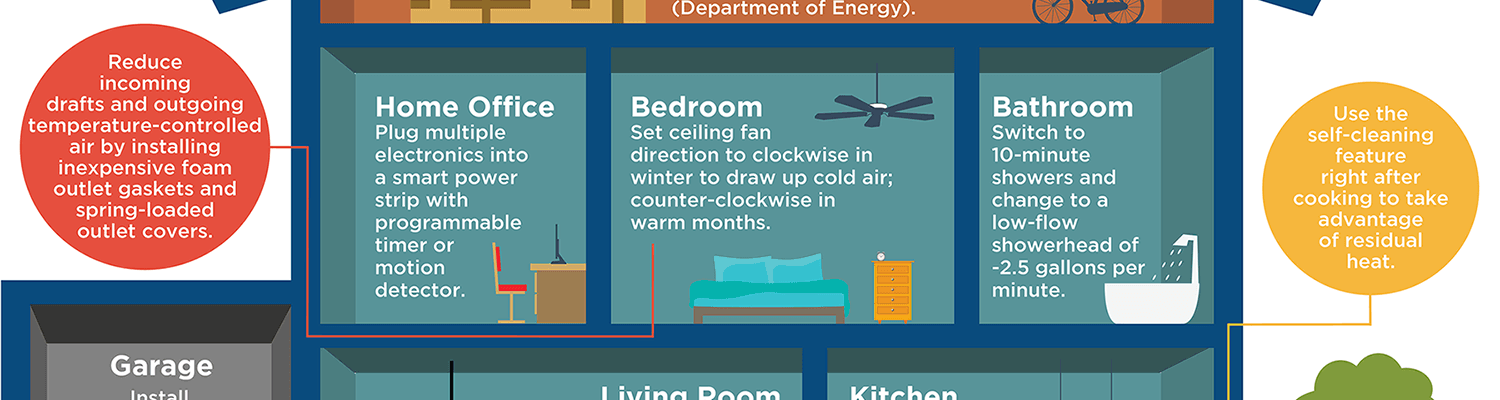 (Department of Energy).
Reduce
incoming
drafts and outgoing
temperature-controlled
air by installing
inexpensive foam
outlet gaskets and
spring-loaded
outlet covers.
Home Office
Plug multiple
electronics into
a smart power
strip with
programmable
timer or
motion
detector.
Bedroom
Set ceiling fan
direction to clockwise in
winter to draw up cold air;
counter-clockwise in
warm months.
Bathroom
Switch to
10-minute
showers and
change to a
low-flow
showerhead of
-2.5 gallons per
minute.
Use the
self-cleaning
feature
right after
cooking to take
advantage
of residual
heat.
Garage
Install
Living Room
Kitchen